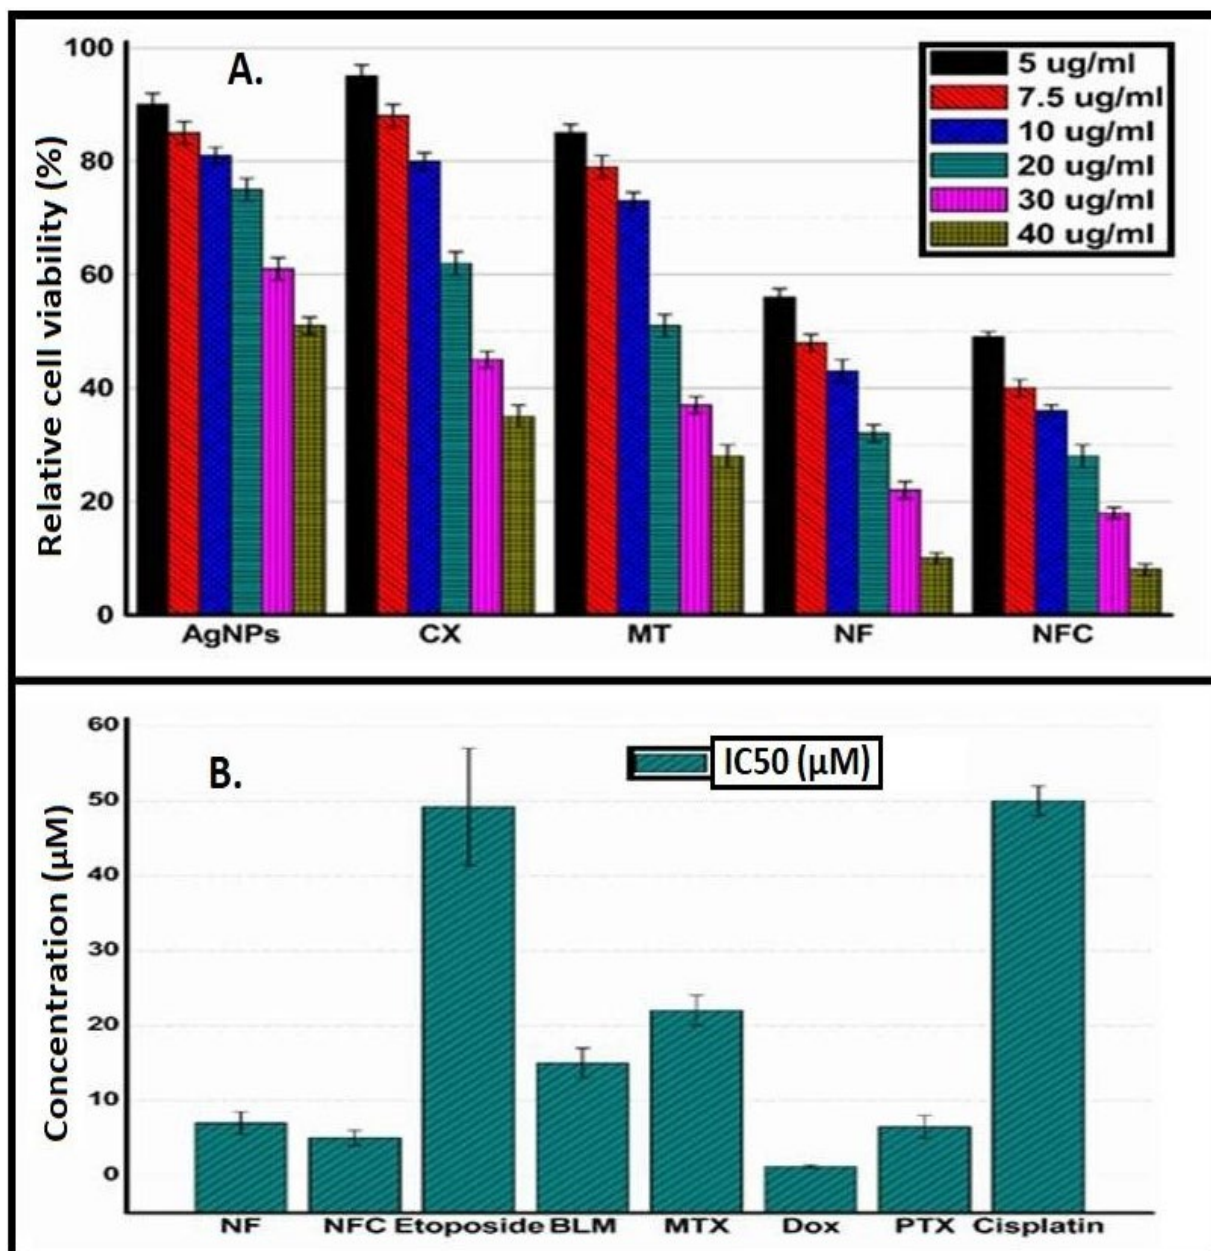 A.
Relative cell viability (%)
100
80
60
40
20
0
5 ug/ml
7.5 ug/ml
10 ug/ml
20 ug/ml
30 ug/ml
40 ug/ml
AgNPs CX MT NF NFC
B.
Concentration (µM)
60
50
40
30
20
10
0
IC50 (µM)
NF NFC Etoposide BLM MTX Dox PTX Cisplatin